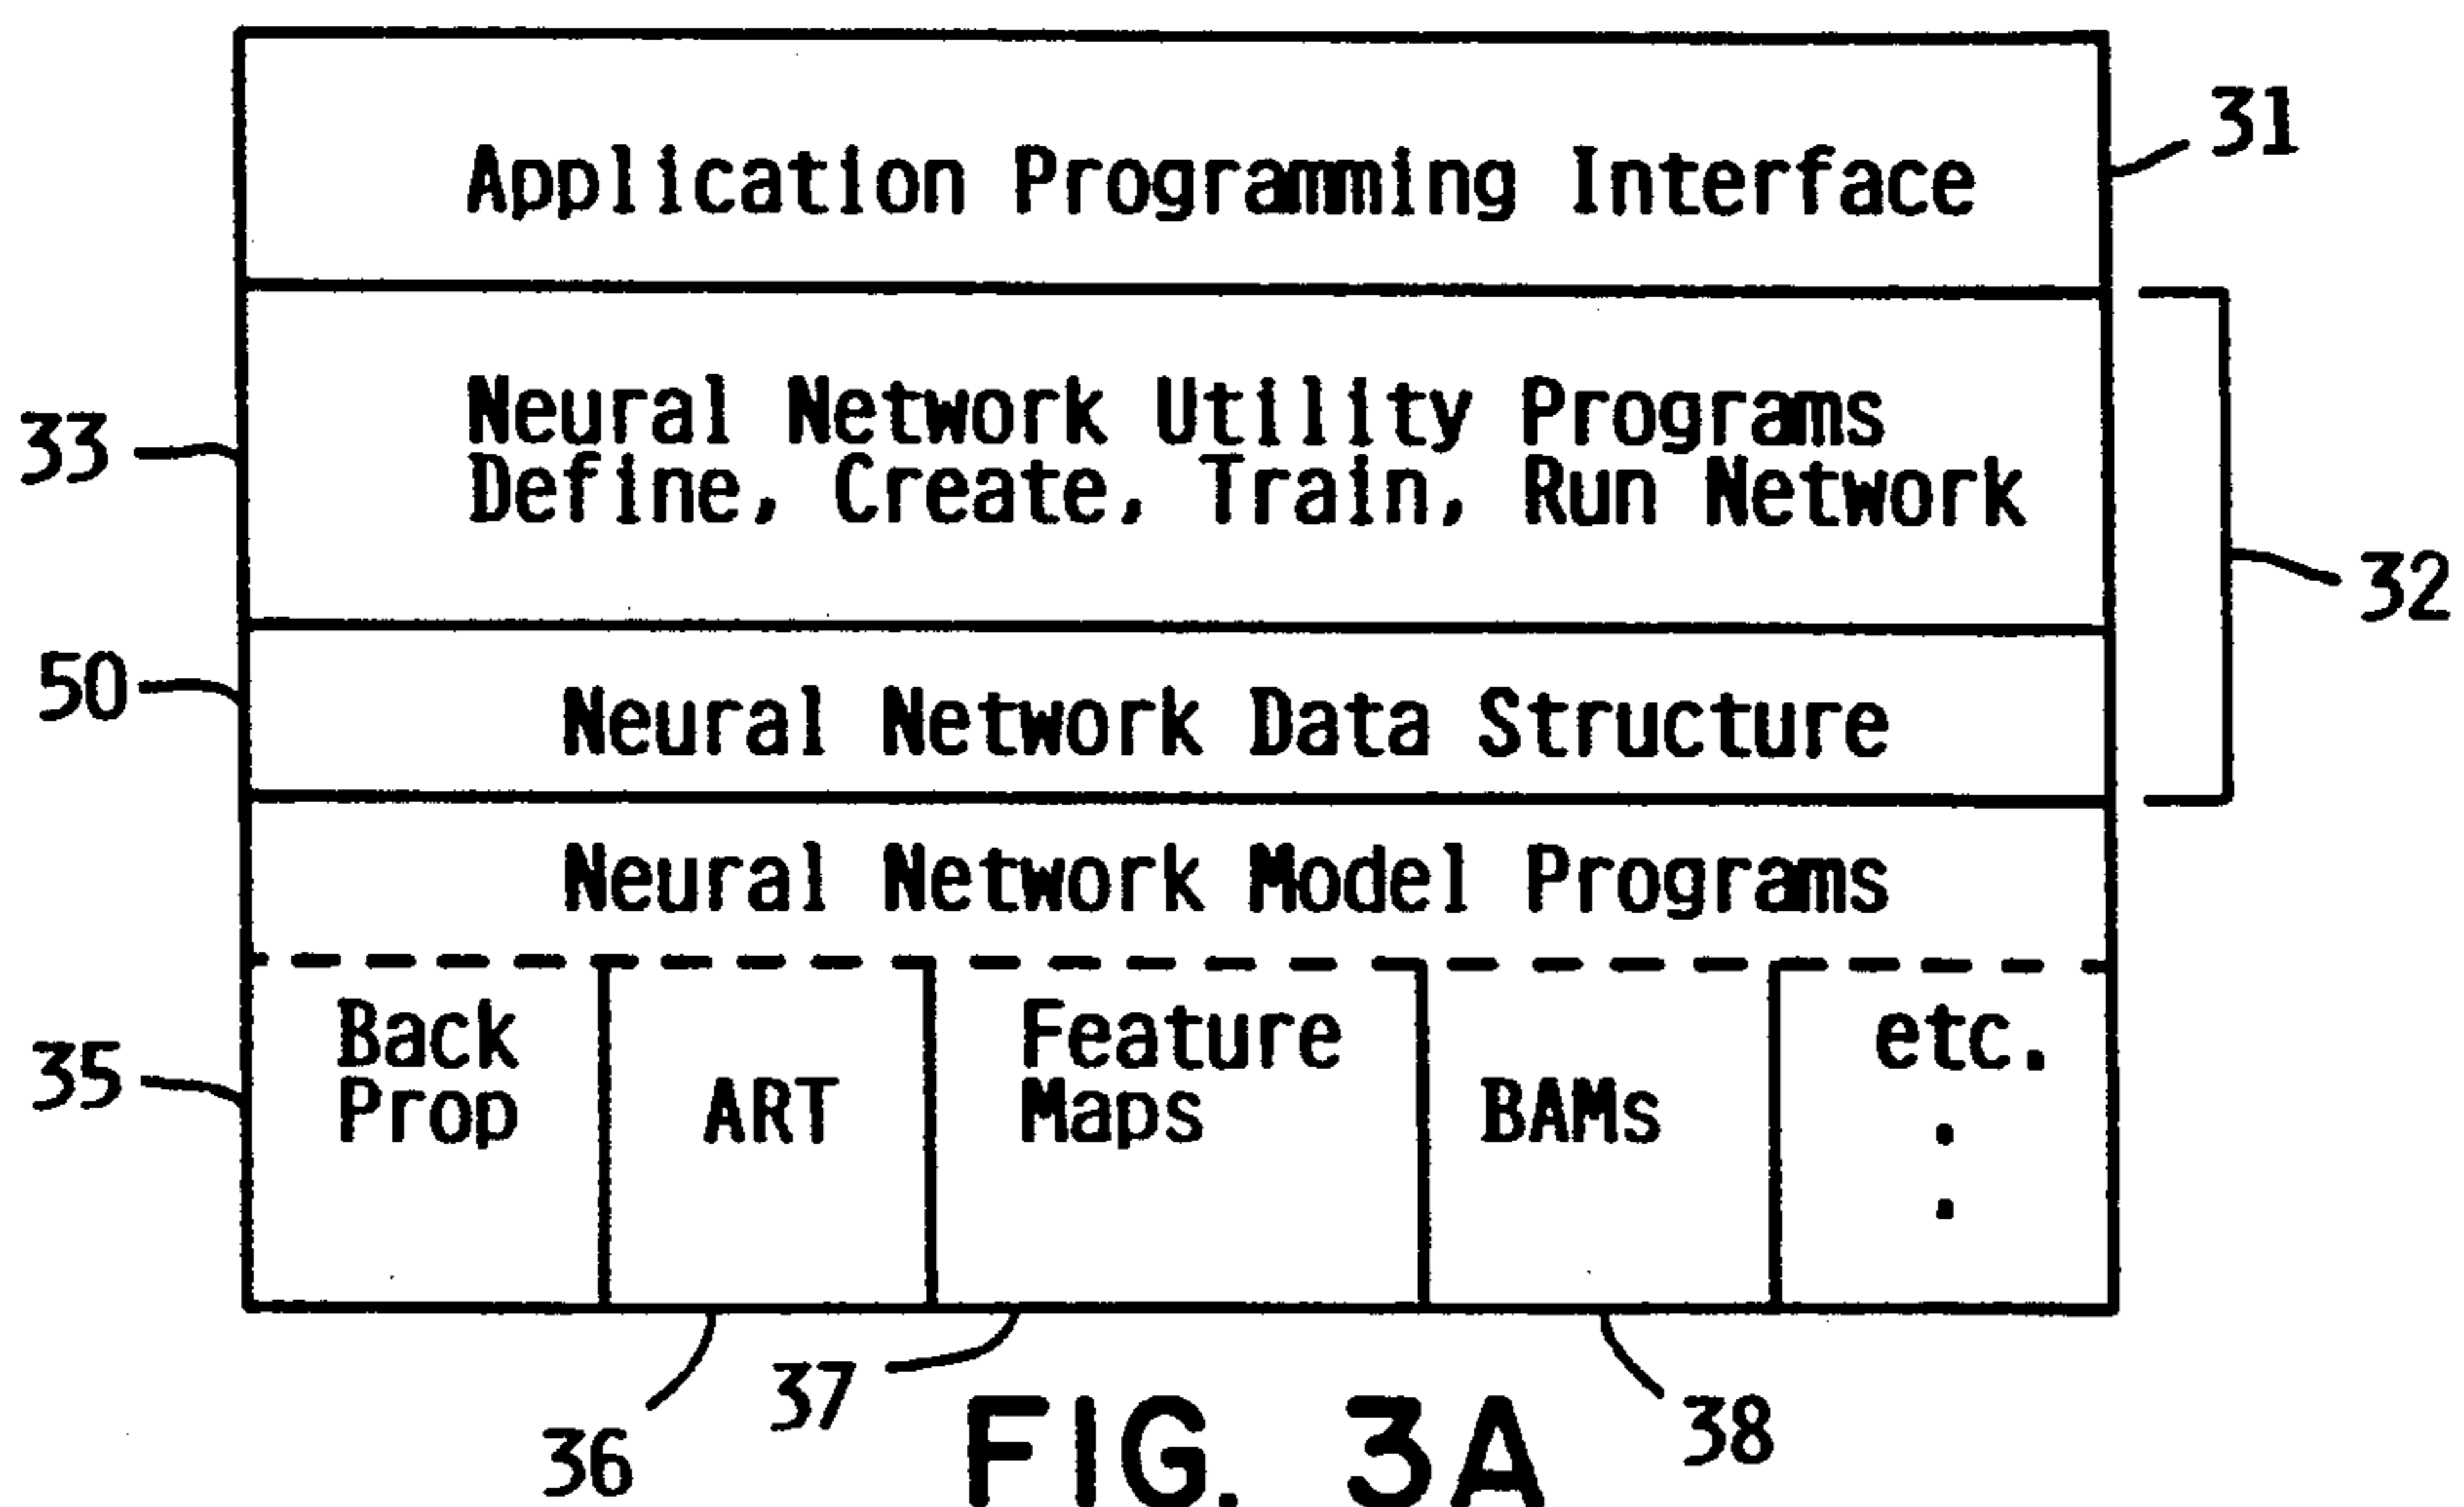 Application Programming Interface
31
Neural Network Utility Programs
Define, Create, Train, Run Network
33
32
50
Neural Network Data Structure
Neural Network Model Programs
Back
Prop
ART
Feature
Maps
BAMs
etc.
35
36
37
38
FIG. 3A